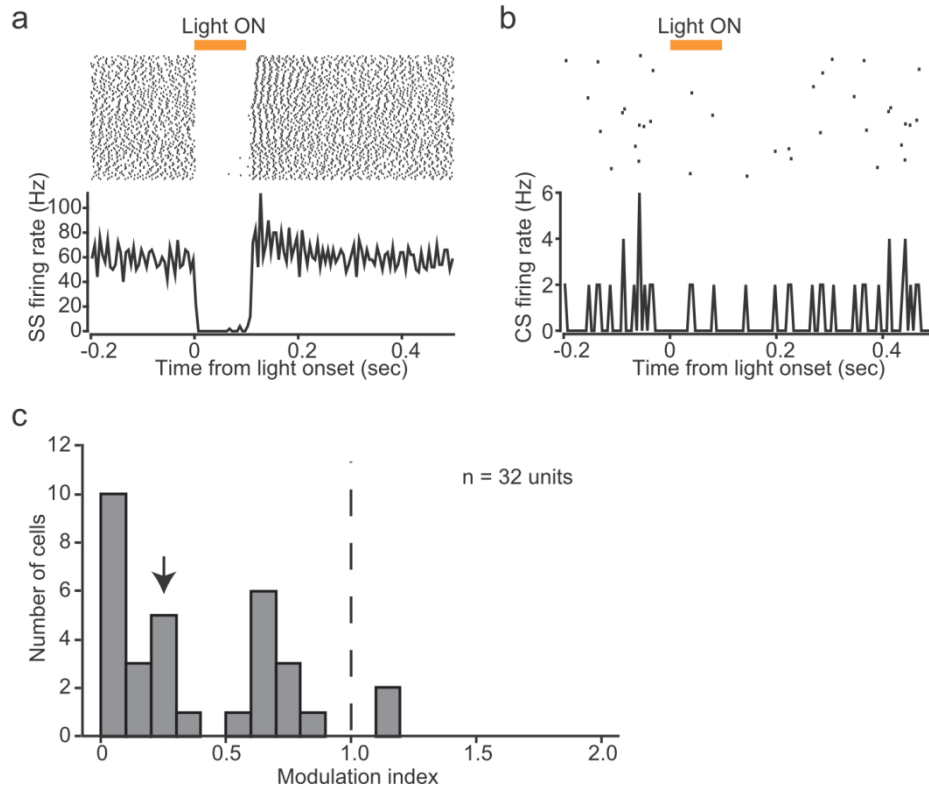 a
Light ON
SS firing rate (Hz)
100
80
60
40
20
0
-0.2
0
0.2
0.4
Time from light onset (sec)
b
Light ON
CS firing rate (Hz)
6
4
2
0
-0.2
0
0.2
0.4
Time from light onset (sec)
c
Number of cells
12
10
8
6
4
2
0
n = 32 units
0
0.5
1.0
1.5
2.0
Modulation index